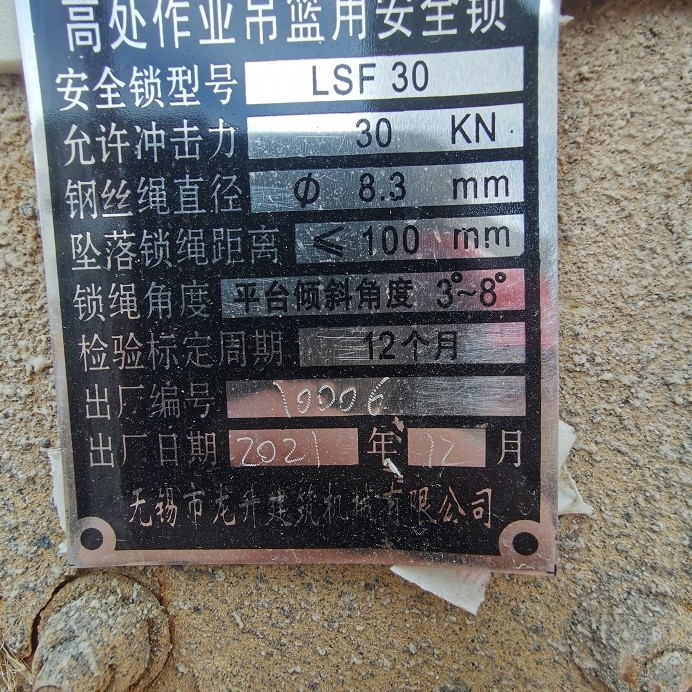 高处作业吊篮用安全锁
安全锁型号 LSF 30
允许冲击力 30 KN
钢丝绳直径 Φ 8.3 mm
坠落锁绳距离 ≤ 100 mm
锁绳角度 平台倾斜角度 3°~8°
检验标定周期 12个月
出厂编号 10006
出厂日期 2021 年 12 月
无锡市龙升建筑机械有限公司